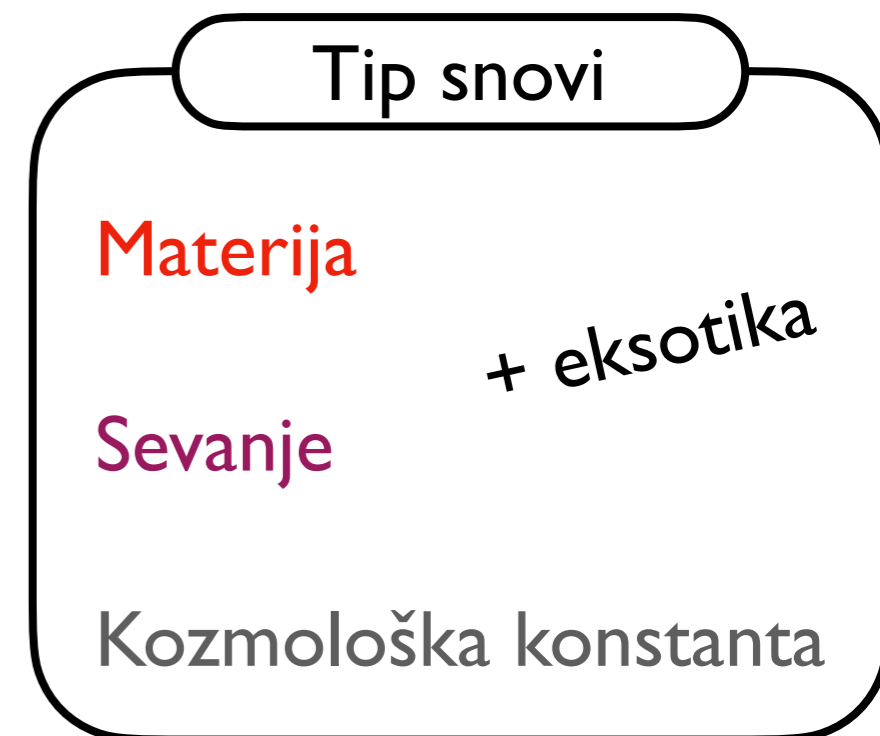 Tip snovi
Materija
+ eksotika
Sevanje
Kozmološka konstanta